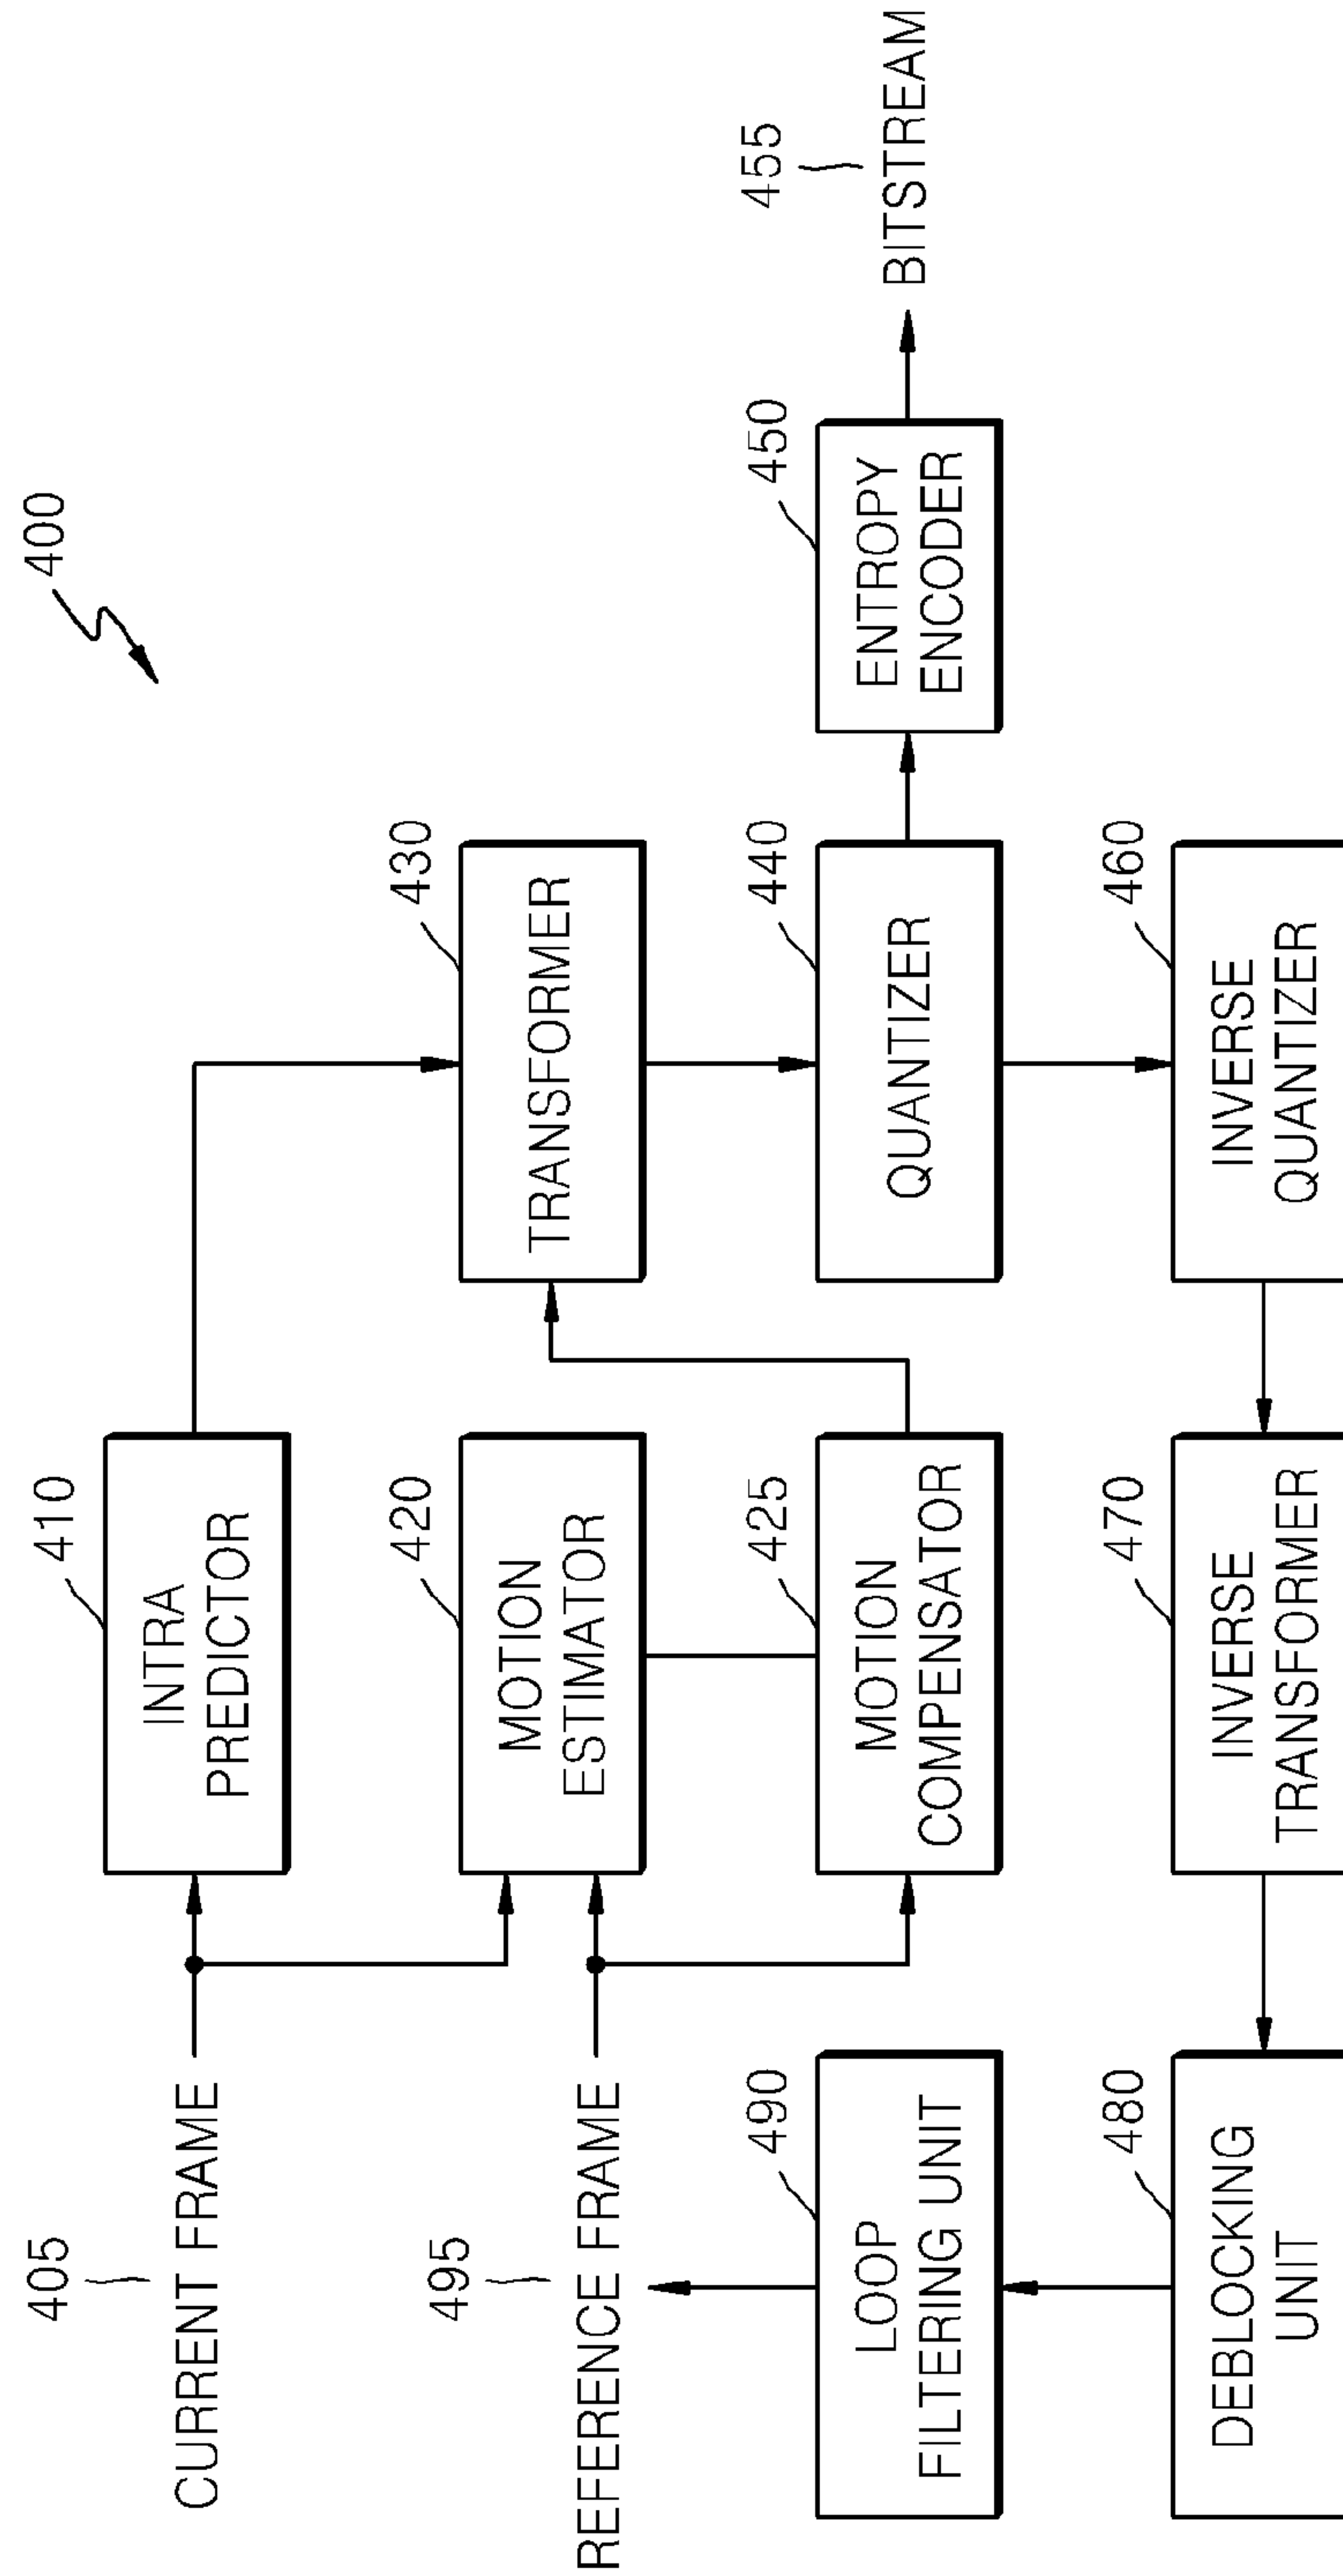 400
405
CURRENT FRAME
410
INTRA
PREDICTOR
495
REFERENCE FRAME
420
MOTION
ESTIMATOR
430
TRANSFORMER
490
LOOP
FILTERING UNIT
425
MOTION
COMPENSATOR
440
QUANTIZER
450
ENTROPY
ENCODER
455
BITSTREAM
480
DEBLOCKING
UNIT
470
INVERSE
TRANSFORMER
460
INVERSE
QUANTIZER